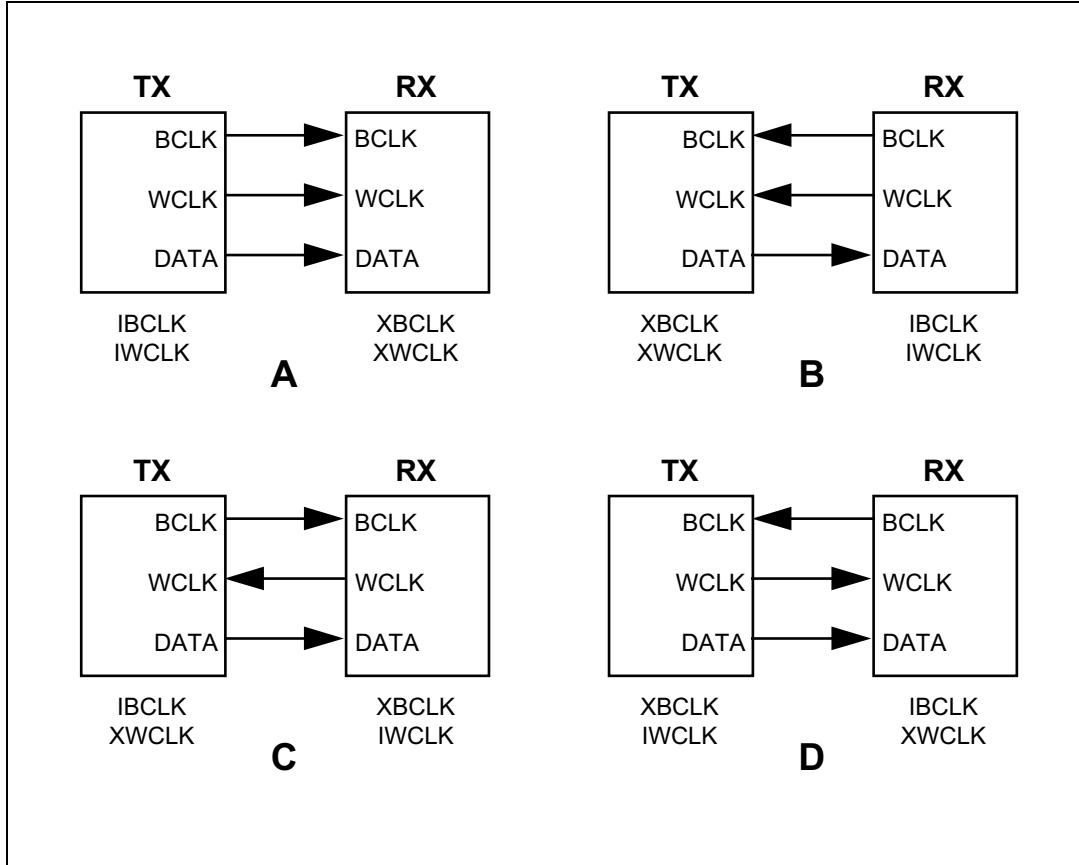 TX RX
BCLK BCLK
WCLK WCLK
DATA DATA
IBCLK XBCLK
IWCLK XWCLK
A
TX RX
BCLK BCLK
WCLK WCLK
DATA DATA
XBCLK IBCLK
XWCLK IWCLK
B
TX RX
BCLK BCLK
WCLK WCLK
DATA DATA
IBCLK XBCLK
XWCLK IWCLK
C
TX RX
BCLK BCLK
WCLK WCLK
DATA DATA
XBCLK IBCLK
IWCLK XWCLK
D